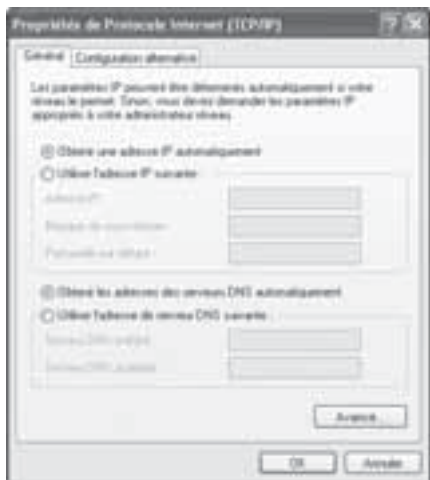 Propriétés de Protocole Internet (TCP/IP)
Général
Configuration alternative
Les paramètres IP peuvent être déterminés automatiquement si votre
réseau le permet. Sinon, vous devez demander les paramètres IP
appropriés à votre administrateur réseau.
Obtenir une adresse IP automatiquement
Utiliser l'adresse IP suivante
Adresse IP
Masque de sous-réseau
Passerelle par défaut
Obtenir les adresses des serveurs DNS automatiquement
Utiliser l'adresse de serveur DNS suivante
Serveur DNS préféré
Serveur DNS auxiliaire
Avancé...
OK
Annuler